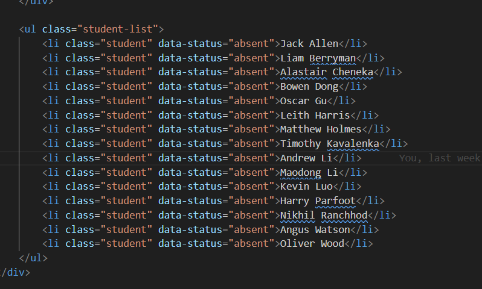 </div>
<ul class="student-list">
<li class="student" data-status="absent">Jack Allen</li>
<li class="student" data-status="absent">Liam Berryman</li>
<li class="student" data-status="absent">Alastair Cheneka</li>
<li class="student" data-status="absent">Bowen Dong</li>
<li class="student" data-status="absent">Oscar Gu</li>
<li class="student" data-status="absent">Leith Harris</li>
<li class="student" data-status="absent">Matthew Holmes</li>
<li class="student" data-status="absent">Timothy Kavalenka</li>
<li class="student" data-status="absent">Andrew Li</li> You, last week
<li class="student" data-status="absent">Maodong Li</li>
<li class="student" data-status="absent">Kevin Luo</li>
<li class="student" data-status="absent">Harry Parfoot</li>
<li class="student" data-status="absent">Nikhil Ranchhod</li>
<li class="student" data-status="absent">Angus Watson</li>
<li class="student" data-status="absent">Oliver Wood</li>
</ul>
/div>